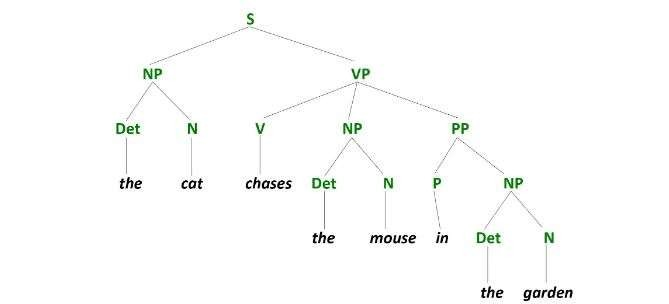 S
NP VP
Det N V NP PP
the cat chases Det N P NP
the mouse in Det N
the garden